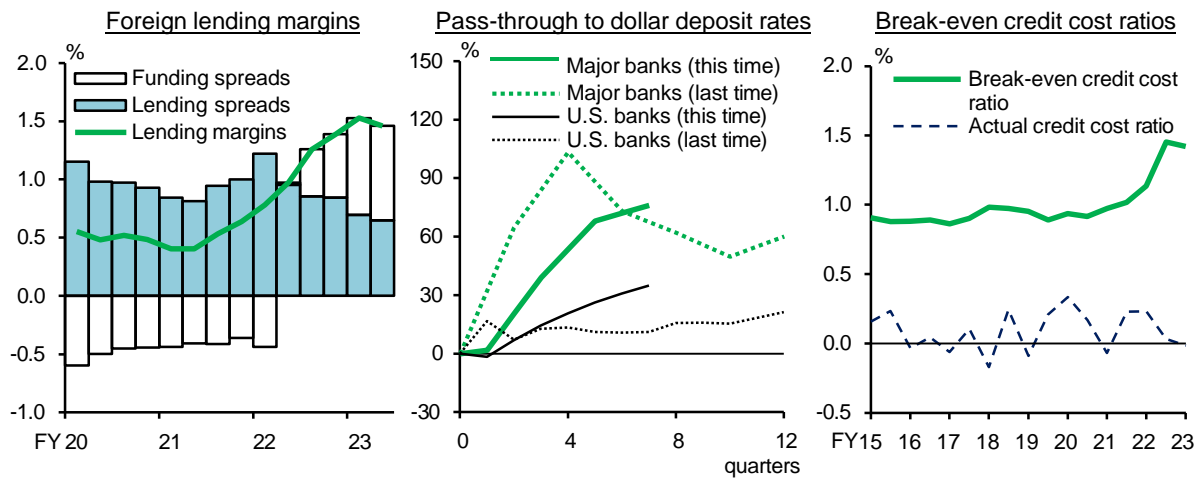 Foreign lending margins
%
2.0
1.5
1.0
0.5
0.0
-0.5
-1.0
Funding spreads
Lending spreads
Lending margins
FY 20 21 22 23
Pass-through to dollar deposit rates
%
150
120
90
60
30
0
-30
Major banks (this time)
Major banks (last time)
U.S. banks (this time)
U.S. banks (last time)
0 4 8 12
quarters
Break-even credit cost ratios
%
2.0
1.5
1.0
0.5
0.0
-0.5
Break-even credit cost
ratio
Actual credit cost ratio
FY 15 16 17 18 19 20 21 22 23